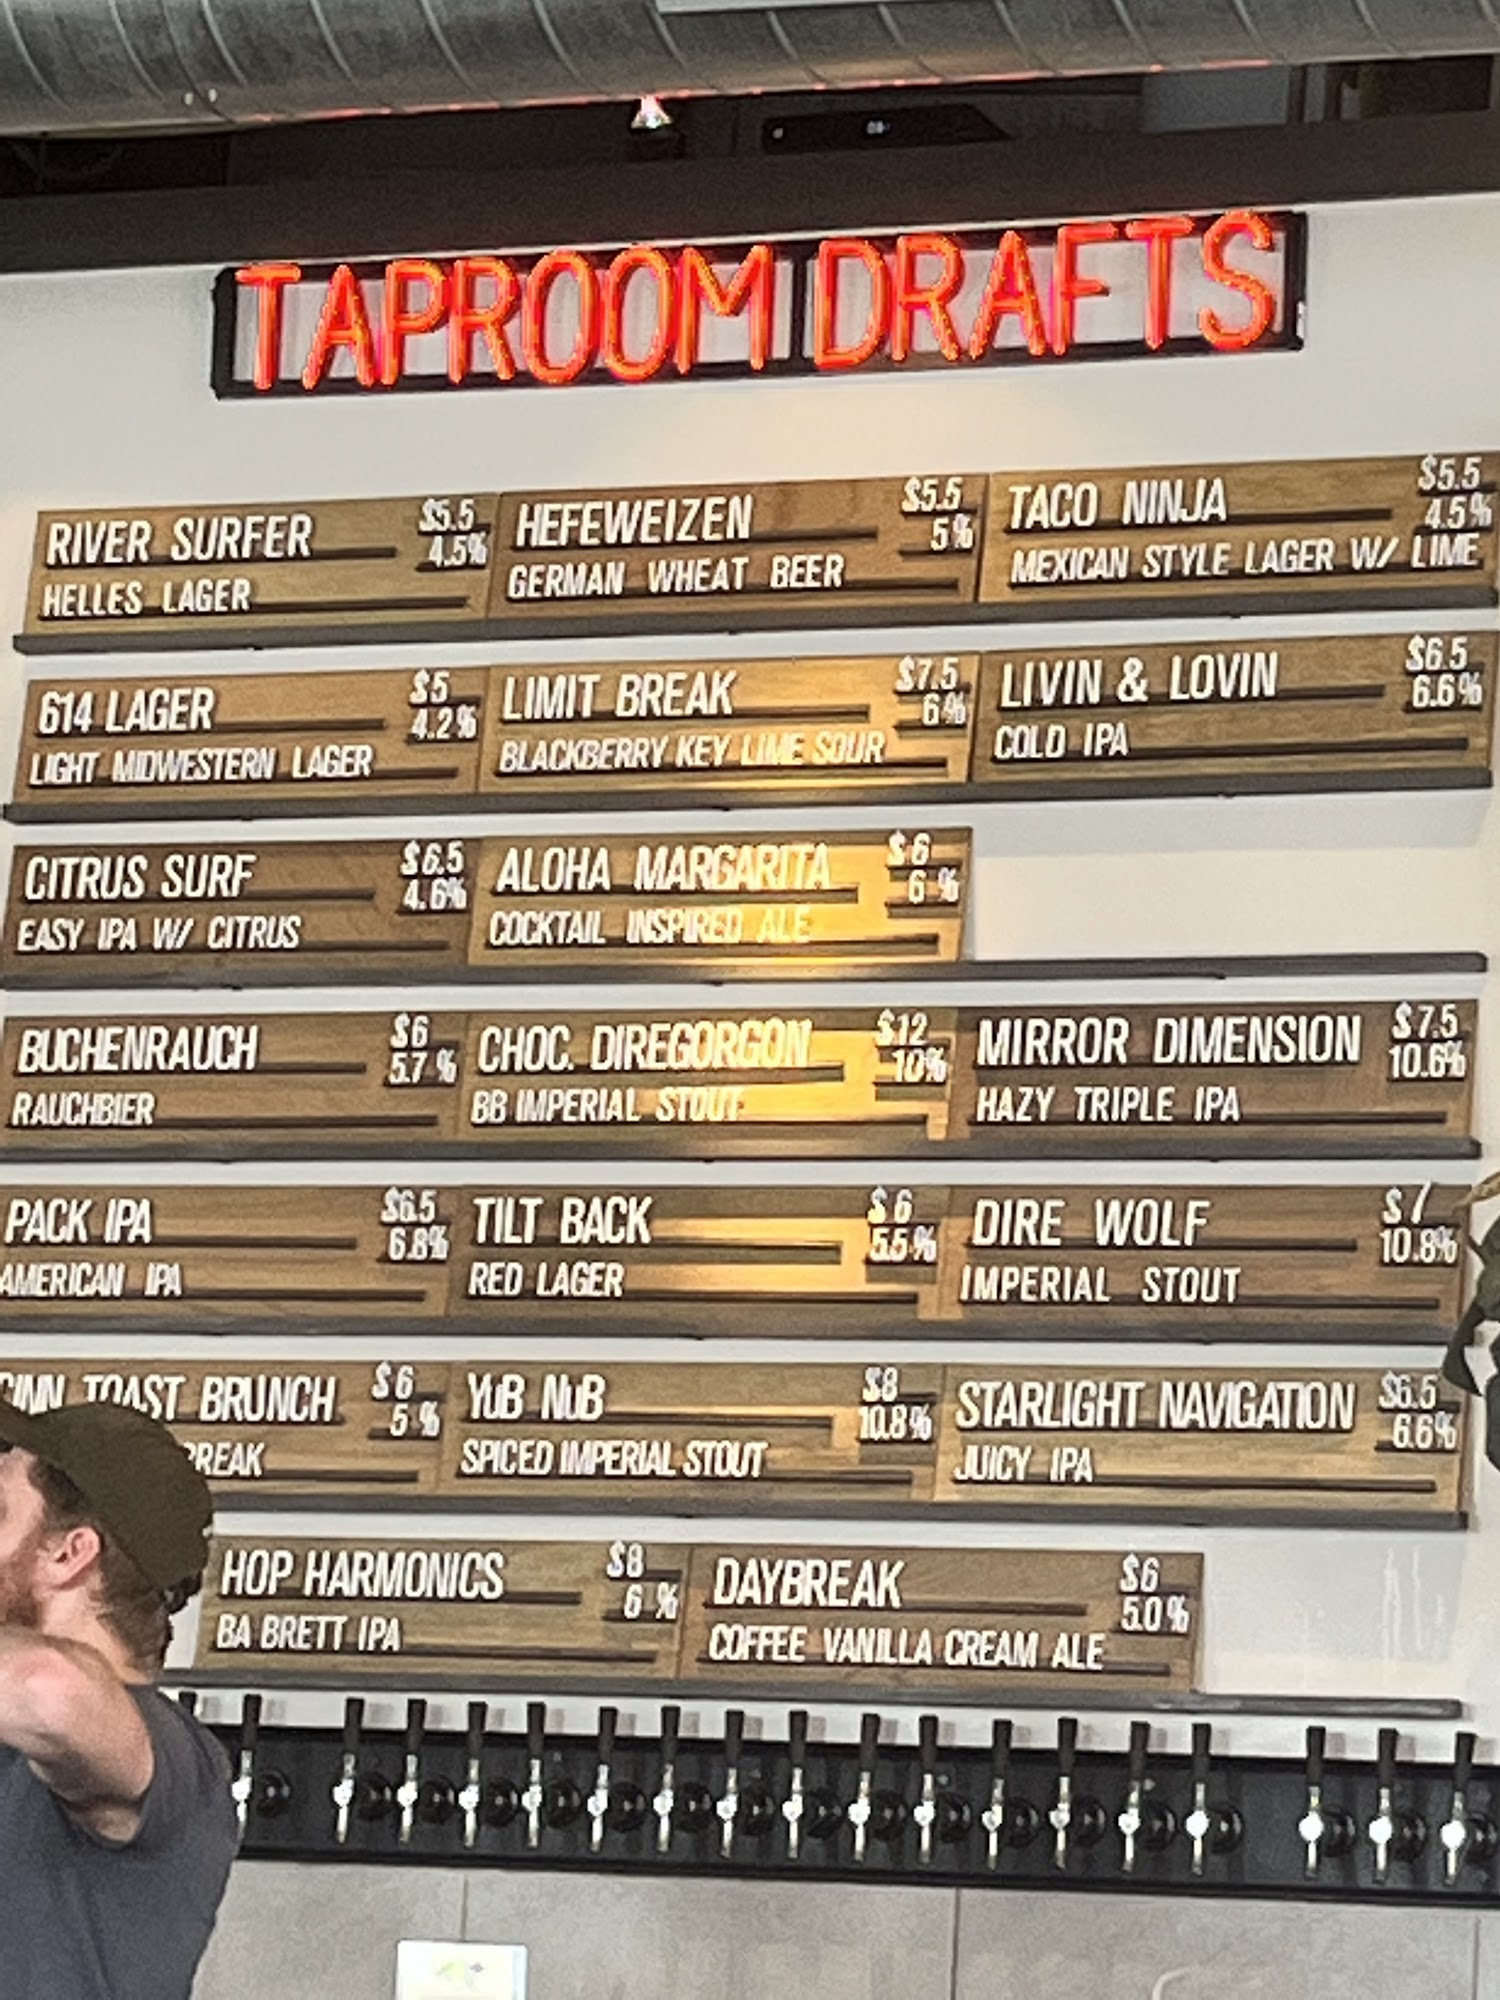 TAPROOM DRAFTS
RIVER SURFER $5.5
4.5%
HELLES LAGER
HEFEWEIZEN $5.5
5%
GERMAN WHEAT BEER
TACO NINJA $5.5
4.5%
MEXICAN STYLE LAGER W/ LIME
614 LAGER $5
4.2%
LIGHT MIDWESTERN LAGER
LIMIT BREAK $7.5
6%
BLACKBERRY KEY LIME SOUR
LIVIN & LOVIN $6.5
6.6%
COLD IPA
CITRUS SURF $6.5
4.6%
EASY IPA W/ CITRUS
ALOHA MARGARITA $6
6%
COCKTAIL INSPIRED ALE
BUCHENRAUCH $6
5.7%
RAUCHBIER
CHOC. DIREGORGON $12
10%
BB IMPERIAL STOUT
MIRROR DIMENSION $7.5
10.6%
HAZY TRIPLE IPA
PACK IPA $6.5
6.8%
AMERICAN IPA
TILT BACK $6
5.5%
RED LAGER
DIRE WOLF $7
10.8%
IMPERIAL STOUT
CINN TOAST BRUNCH $6
5%
BREAK
YuB NuB $8
10.8%
SPICED IMPERIAL STOUT
STARLIGHT NAVIGATION $6.5
6.6%
JUICY IPA
HOP HARMONICS $8
6%
BA BRETT IPA
DAYBREAK $6
5.0%
COFFEE VANILLA CREAM ALE